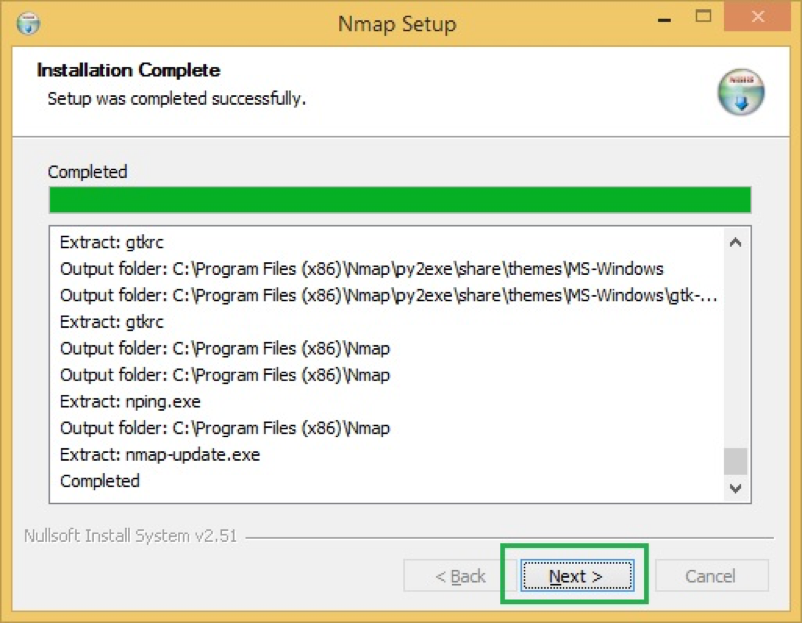 Nmap Setup
Installation Complete
Setup was completed successfully.
Completed
Extract: gtkrc
Output folder: C:\Program Files (x86)\Nmap\py2exe\share\themes\MS-Windows
Output folder: C:\Program Files (x86)\Nmap\py2exe\share\themes\MS-Windows\gtk-...
Extract: gtkrc
Output folder: C:\Program Files (x86)\Nmap
Output folder: C:\Program Files (x86)\Nmap
Extract: nping.exe
Output folder: C:\Program Files (x86)\Nmap
Extract: nmap-update.exe
Completed
Nullsoft Install System v2.51
< Back Next > Cancel